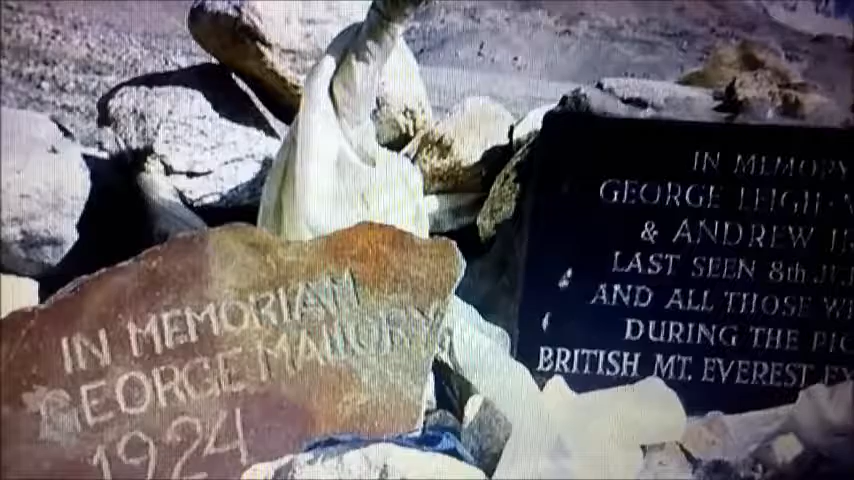 IN MEMORIAM
GEORGE MALLORY
1924
IN MEMORY
GEORGE LEIGH
& ANDREW
LAST SEEN 8th
AND ALL THOSE
DURING THE
BRITISH MT. EVEREST